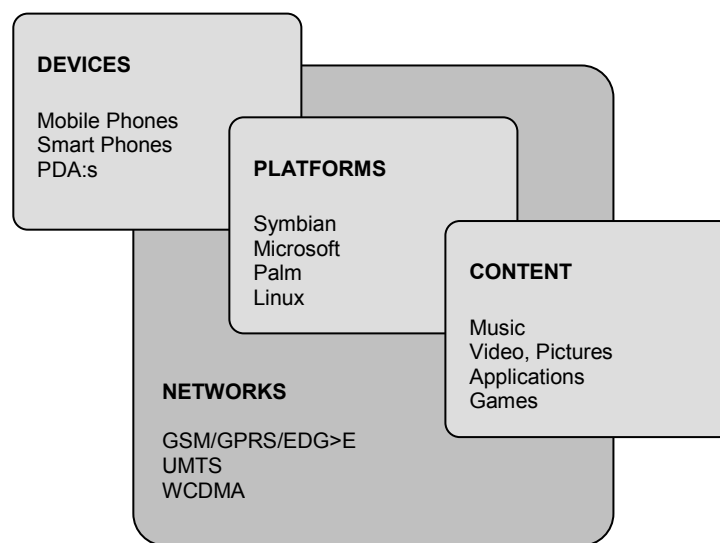 DEVICES
Mobile Phones
Smart Phones
PDA:s
PLATFORMS
Symbian
Microsoft
Palm
Linux
CONTENT
Music
Video, Pictures
Applications
Games
NETWORKS
GSM/GPRS/EDG>E
UMTS
WCDMA